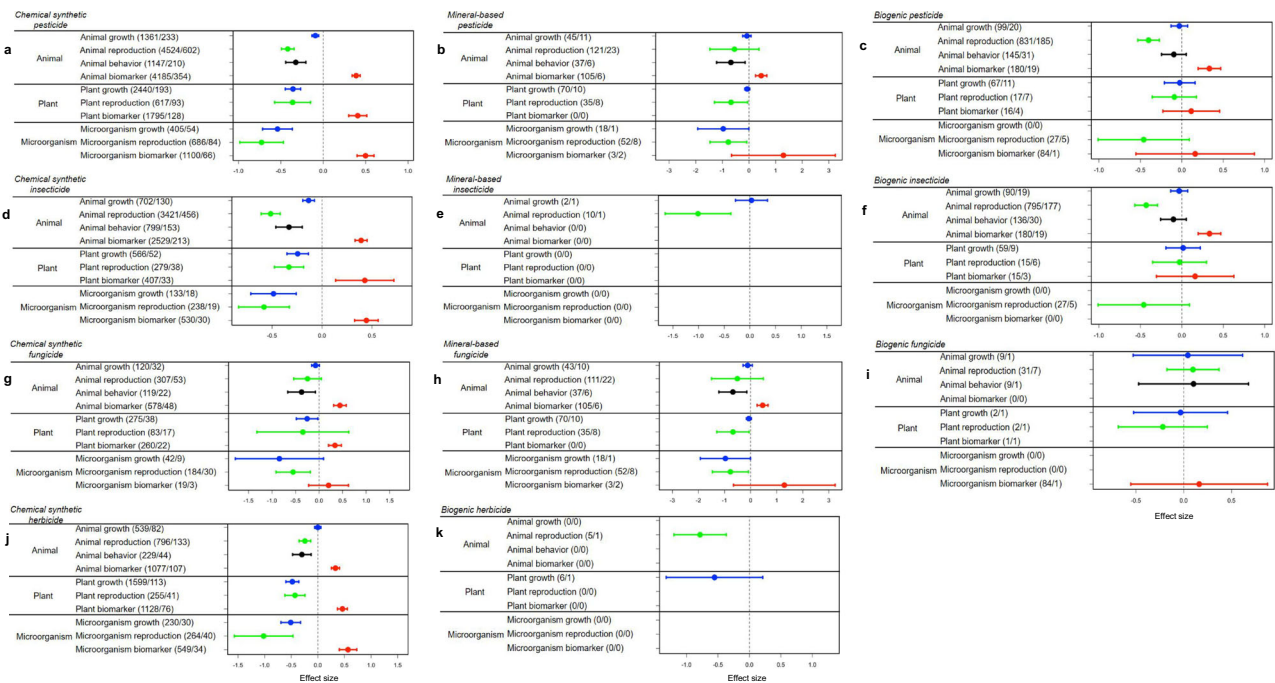 Chemical synthetic
pesticide
a
Animal
Animal growth (1361/233)
Animal reproduction (4524/602)
Animal behavior (1147/210)
Animal biomarker (4185/354)
Plant
Plant growth (2440/193)
Plant reproduction (617/93)
Plant biomarker (1795/128)
Microorganism
Microorganism growth (405/54)
Microorganism reproduction (686/84)
Microorganism biomarker (1100/66)
-1.0 -0.5 0.0 0.5 1.0
Mineral-based
pesticide
b
Animal
Animal growth (45/11)
Animal reproduction (121/23)
Animal behavior (37/6)
Animal biomarker (105/6)
Plant
Plant growth (70/10)
Plant reproduction (35/8)
Plant biomarker (0/0)
Microorganism
Microorganism growth (18/1)
Microorganism reproduction (52/8)
Microorganism biomarker (3/2)
-3 -2 -1 0 1 2 3
Biogenic pesticide
c
Animal
Animal growth (99/20)
Animal reproduction (831/185)
Animal behavior (145/31)
Animal biomarker (180/19)
Plant
Plant growth (67/11)
Plant reproduction (17/7)
Plant biomarker (16/4)
Microorganism
Microorganism growth (0/0)
Microorganism reproduction (27/5)
Microorganism biomarker (84/1)
-1.0 -0.5 0.0 0.5 1.0
Chemical synthetic
insecticide
d
Animal
Animal growth (702/130)
Animal reproduction (3421/456)
Animal behavior (799/153)
Animal biomarker (2529/213)
Plant
Plant growth (566/52)
Plant reproduction (279/38)
Plant biomarker (407/33)
Microorganism
Microorganism growth (133/18)
Microorganism reproduction (238/19)
Microorganism biomarker (530/30)
-0.5 0.0 0.5
Mineral-based
insecticide
e
Animal
Animal growth (2/1)
Animal reproduction (10/1)
Animal behavior (0/0)
Animal biomarker (0/0)
Plant
Plant growth (0/0)
Plant reproduction (0/0)
Plant biomarker (0/0)
Microorganism
Microorganism growth (0/0)
Microorganism reproduction (0/0)
Microorganism biomarker (0/0)
-1.5 -1.0 -0.5 0.0 0.5 1.0 1.5
Biogenic insecticide
f
Animal
Animal growth (90/19)
Animal reproduction (795/177)
Animal behavior (136/30)
Animal biomarker (180/19)
Plant
Plant growth (59/9)
Plant reproduction (15/6)
Plant biomarker (15/3)
Microorganism
Microorganism growth (0/0)
Microorganism reproduction (27/5)
Microorganism biomarker (0/0)
-1.0 -0.5 0.0 0.5 1.0
Chemical synthetic
fungicide
g
Animal
Animal growth (120/32)
Animal reproduction (307/53)
Animal behavior (119/22)
Animal biomarker (578/48)
Plant
Plant growth (275/38)
Plant reproduction (83/17)
Plant biomarker (260/22)
Microorganism
Microorganism growth (42/9)
Microorganism reproduction (184/30)
Microorganism biomarker (19/3)
-1.5 -1.0 -0.5 0.0 0.5 1.0 1.5
Mineral-based
fungicide
h
Animal
Animal growth (43/10)
Animal reproduction (111/22)
Animal behavior (37/6)
Animal biomarker (105/6)
Plant
Plant growth (70/10)
Plant reproduction (35/8)
Plant biomarker (0/0)
Microorganism
Microorganism growth (18/1)
Microorganism reproduction (52/8)
Microorganism biomarker (3/2)
-3 -2 -1 0 1 2 3
Biogenic fungicide
i
Animal
Animal growth (9/1)
Animal reproduction (31/7)
Animal behavior (9/1)
Animal biomarker (0/0)
Plant
Plant growth (2/1)
Plant reproduction (2/1)
Plant biomarker (1/1)
Microorganism
Microorganism growth (0/0)
Microorganism reproduction (0/0)
Microorganism biomarker (84/1)
-0.5 0.0 0.5
Effect size
Chemical synthetic
herbicide
j
Animal
Animal growth (539/82)
Animal reproduction (796/133)
Animal behavior (229/44)
Animal biomarker (1077/107)
Plant
Plant growth (1599/113)
Plant reproduction (255/41)
Plant biomarker (1128/76)
Microorganism
Microorganism growth (230/30)
Microorganism reproduction (264/40)
Microorganism biomarker (549/34)
-1.5 -1.0 -0.5 0.0 0.5 1.0 1.5
Effect size
Biogenic herbicide
k
Animal
Animal growth (0/0)
Animal reproduction (5/1)
Animal behavior (0/0)
Animal biomarker (0/0)
Plant
Plant growth (6/1)
Plant reproduction (0/0)
Plant biomarker (0/0)
Microorganism
Microorganism growth (0/0)
Microorganism reproduction (0/0)
Microorganism biomarker (0/0)
-1.0 -0.5 0.0 0.5 1.0
Effect size